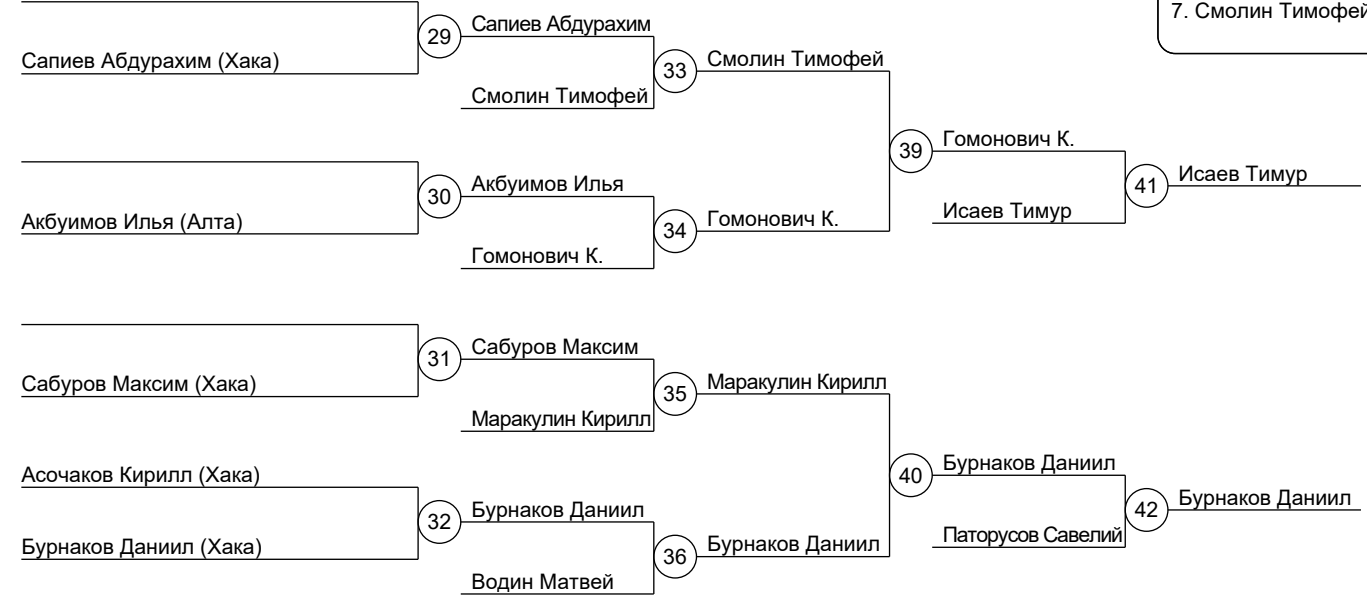 7. Смолин Тимофей
Сапиев Абдурахим (Хака)
29
Сапиев Абдурахим
Смолин Тимофей
33
Смолин Тимофей
Акбуимов Илья (Алта)
30
Акбуимов Илья
Гомонович К.
34
Гомонович К.
39
Гомонович К.
Исаев Тимур
41
Исаев Тимур
Сабуров Максим (Хака)
31
Сабуров Максим
Маракулин Кирилл
35
Маракулин Кирилл
Асочаков Кирилл (Хака)
Бурнаков Даниил (Хака)
32
Бурнаков Даниил
Водин Матвей
36
Бурнаков Даниил
40
Бурнаков Даниил
Паторусов Савелий
42
Бурнаков Даниил